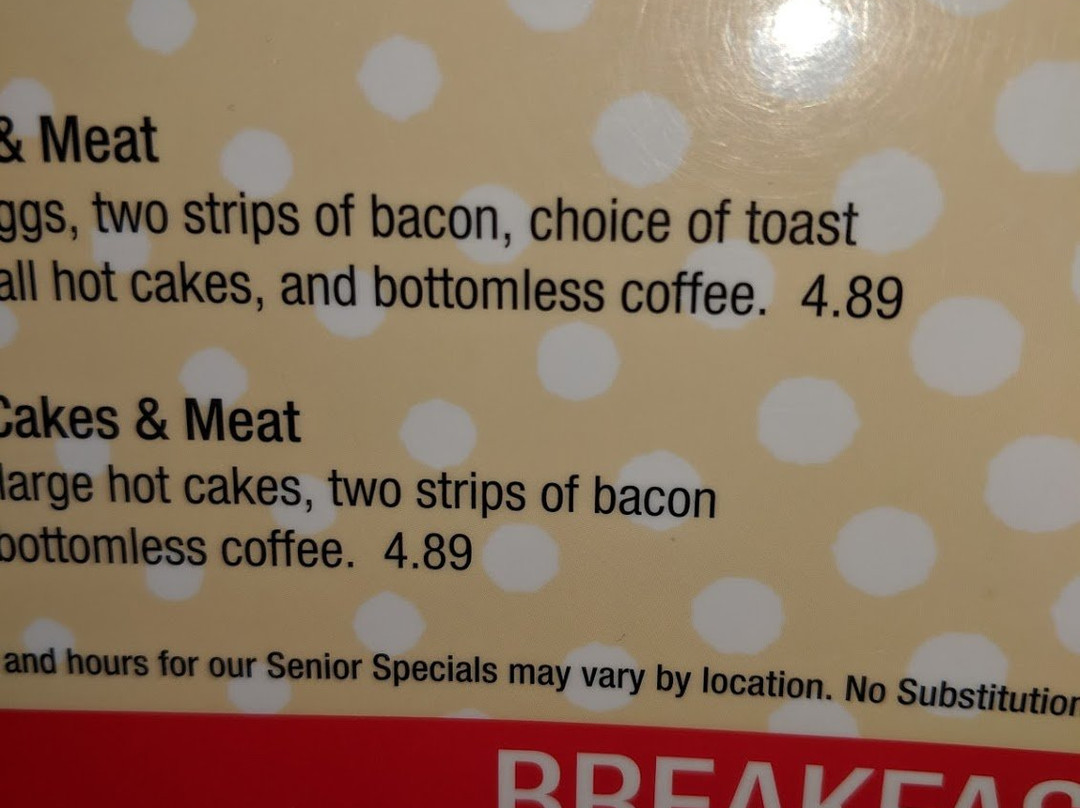 & Meat
ggs, two strips of bacon, choice of toast
all hot cakes, and bottomless coffee. 4.89
Cakes & Meat
large hot cakes, two strips of bacon
bottomless coffee. 4.89
and hours for our Senior Specials may vary by location. No Substitution
BREAKFAS